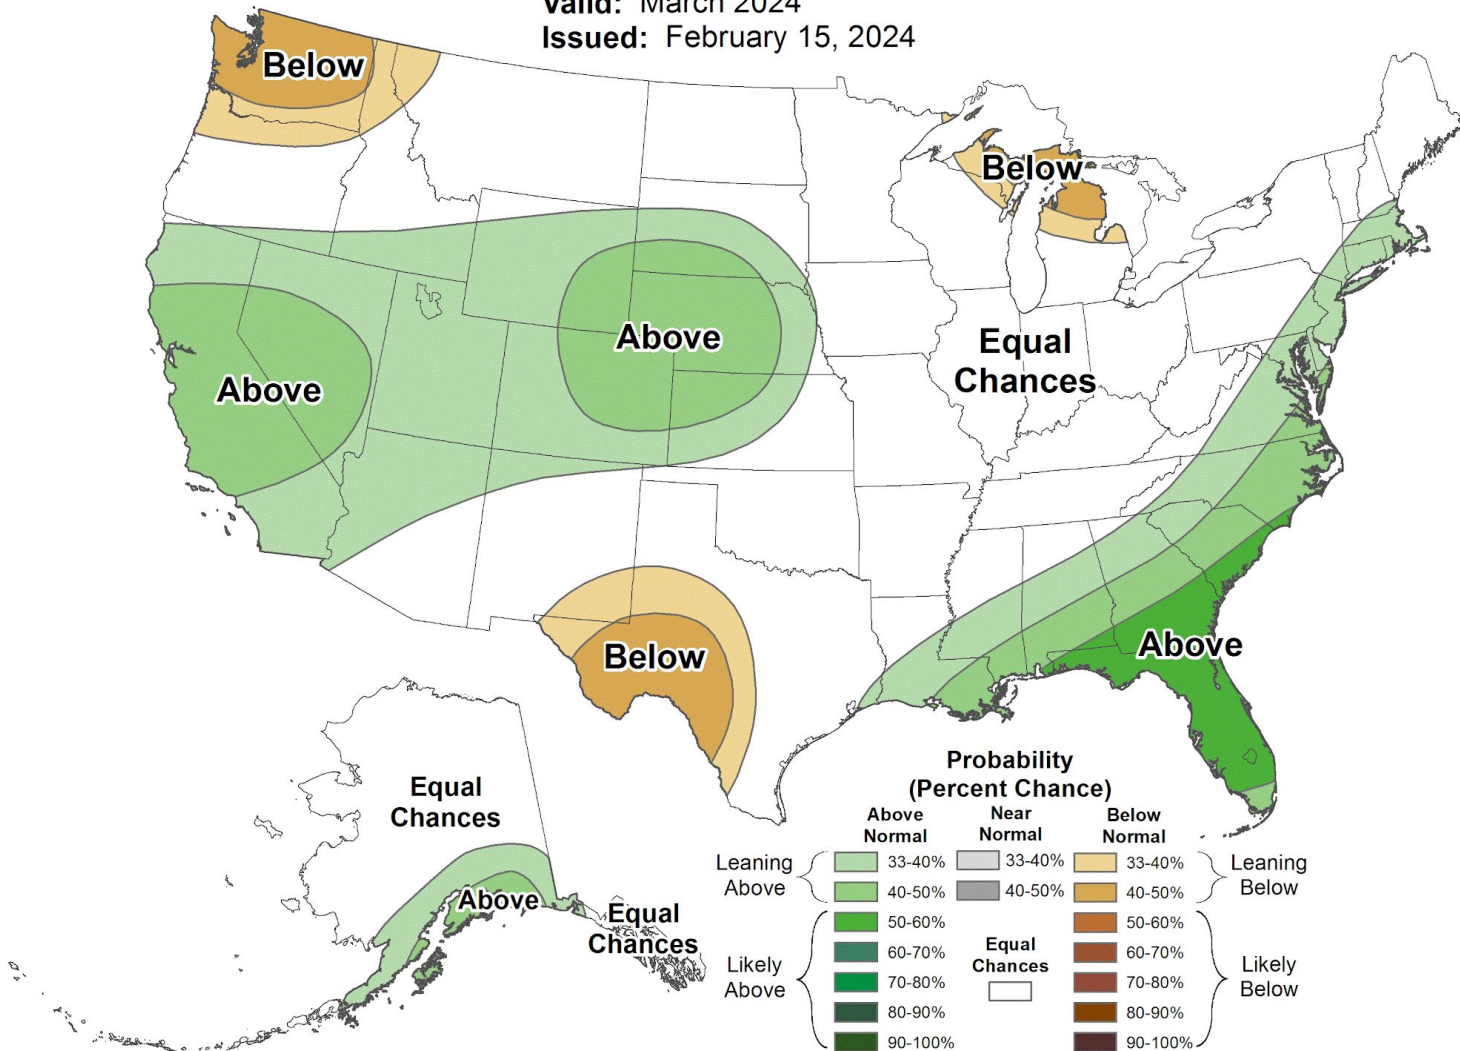 Valid: March 2024
Issued: February 15, 2024
Below
Below
Above
Above
Equal
Chances
Below
Above
Equal
Chances
Above
Equal
Chances
Probability
(Percent Chance)
Above
Normal
Near
Normal
Below
Normal
Leaning
Above
33-40%
33-40%
33-40%
Leaning
Below
40-50%
40-50%
40-50%
Likely
Above
50-60%
50-60%
60-70%
60-70%
Equal
Chances
70-80%
70-80%
Likely
Below
80-90%
80-90%
90-100%
90-100%